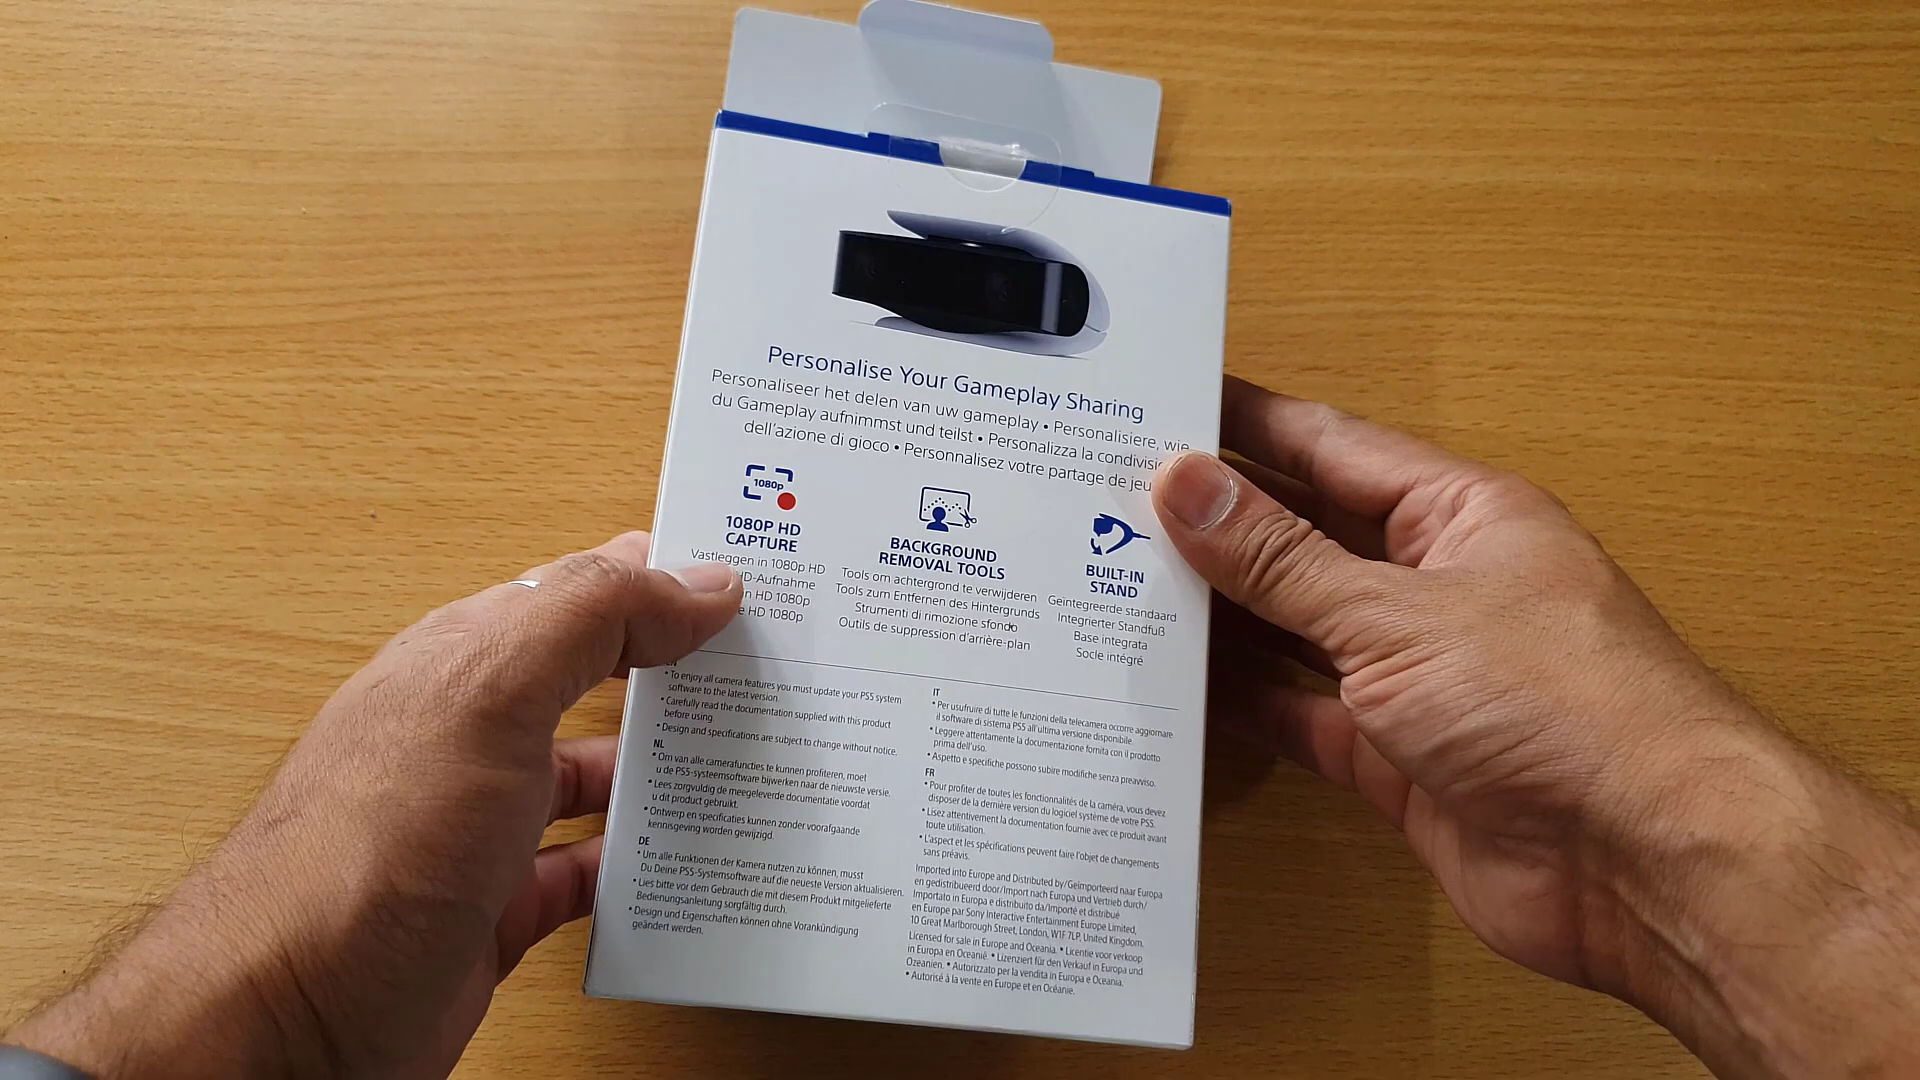 Personalise Your Gameplay Sharing
Personaliseer het delen van uw gameplay • Personalisiere, wie
du Gameplay aufnimmst und teilst • Personalizza la
dell'azione di gioco • Personnalisez votre partage de jeu
1080p
1080P HD
CAPTURE
Vastleggen in 1080p HD
HD-Aufnahme
in HD 1080p
HD 1080p
BACKGROUND
REMOVAL TOOLS
Tools om achtergrond te verwijderen
Tools zum Entfernen des Hintergrunds
Strumenti di rimozione sfondo
Outils de suppression d'arrière-plan
BUILT-IN
STAND
Geïntegreerde standaard
Integrierter Standfuß
Base integrata
Socle intégré
• To enjoy all camera features you must update your PS5 system
software to the latest version.
• Carefully read the documentation supplied with this product
before using.
• Design and specifications are subject to change without notice.
NL
• Om van alle camerafuncties te kunnen profiteren, moet
u de PS5-systeemsoftware bijwerken naar de nieuwste versie.
• Lees zorgvuldig de meegeleverde documentatie voordat
u dit product gebruikt.
• Ontwerp en specificaties kunnen zonder voorafgaande
kennisgeving worden gewijzigd.
DE
• Um alle Funktionen der Kamera nutzen zu können, musst
Du Deine PS5-Systemsoftware auf die neueste Version aktualisieren.
• Lies bitte vor dem Gebrauch die mit diesem Produkt mitgelieferte
Bedienungsanleitung sorgfältig durch.
• Design und Eigenschaften können ohne Vorankündigung
geändert werden.
IT
• Per usufruire di tutte le funzioni della telecamera occorre aggiornare
il software di sistema PS5 all'ultima versione disponibile.
• Leggere attentamente la documentazione fornita con il prodotto
prima dell'uso.
• Aspetto e specifiche possono subire modifiche senza preavviso.
FR
• Pour profiter de toutes les fonctionnalités de la caméra, vous devez
disposer de la dernière version du logiciel système de votre PS5.
• Lisez attentivement la documentation fournie avec ce produit avant
toute utilisation.
• L'aspect et les spécifications peuvent faire l'objet de changements
sans préavis.
Imported into Europe and Distributed by/Geïmporteerd naar Europa
en gedistribueerd door/Import nach Europa und Vertrieb durch/
Importato in Europa e distribuito da/Importé et distribué
en Europe par Sony Interactive Entertainment Europe Limited,
10 Great Marlborough Street, London, W1F 7LP, United Kingdom.
Licensed for sale in Europe and Oceania. • Licentie voor verkoop
in Europa en Oceanië. • Lizenziert für den Verkauf in Europa und
Ozeanien. • Autorizzato per la vendita in Europa e Oceania.
• Autorisé à la vente en Europe et en Océanie.